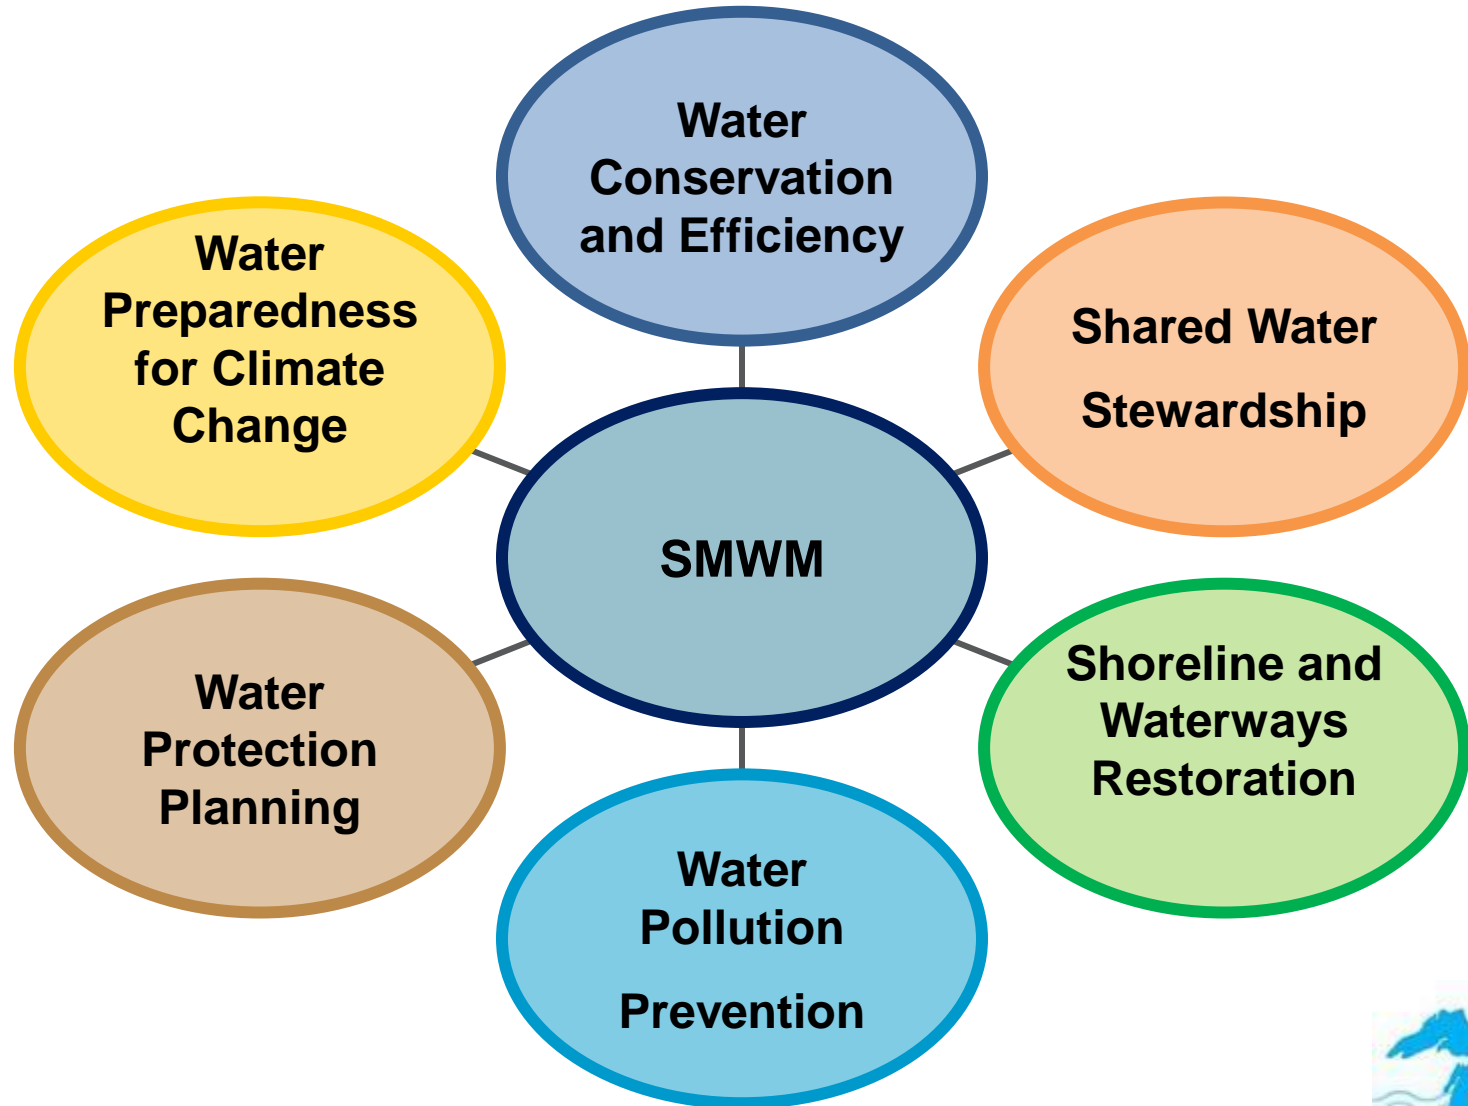 Water
Conservation
and Efficiency
Shared Water
Stewardship
Shoreline and
Waterways
Restoration
Water
Pollution
Prevention
Water
Protection
Planning
Water
Preparedness
for Climate
Change
SMWM